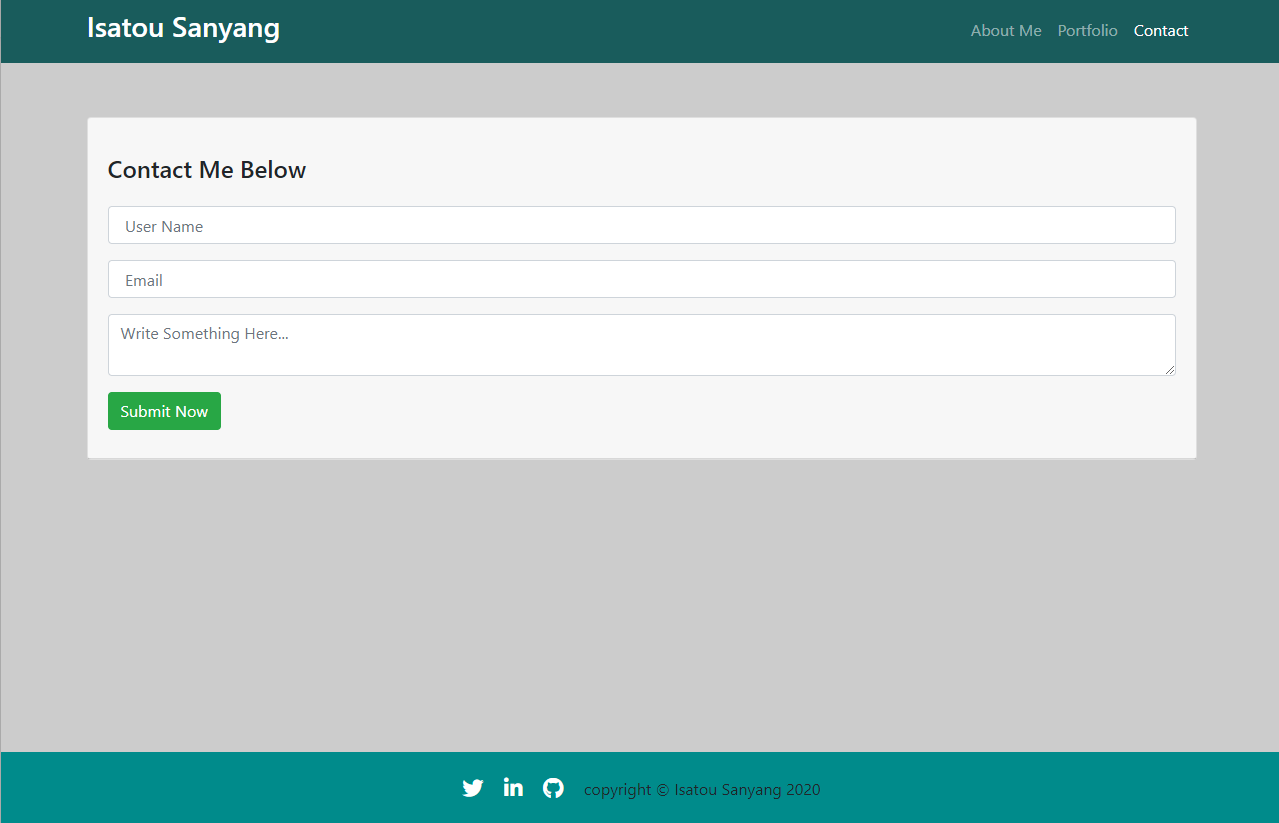 Isatou Sanyang
About Me Portfolio Contact
Contact Me Below
User Name
Email
Write Something Here...
Submit Now
copyright © Isatou Sanyang 2020